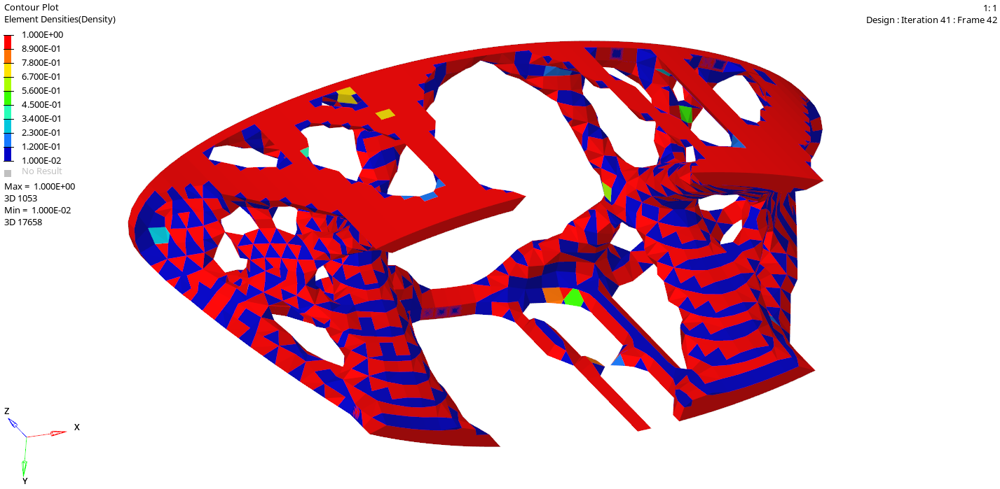 Contour Plot
Element Densities(Density)
1.000E+00
8.900E-01
7.800E-01
6.700E-01
5.600E-01
4.500E-01
3.400E-01
2.300E-01
1.200E-01
1.000E-02
No Result
Max = 1.000E+00
3D 1053
Min = 1.000E-02
3D 17658
1: 1
Design : Iteration 41 : Frame 42
Z
X
Y